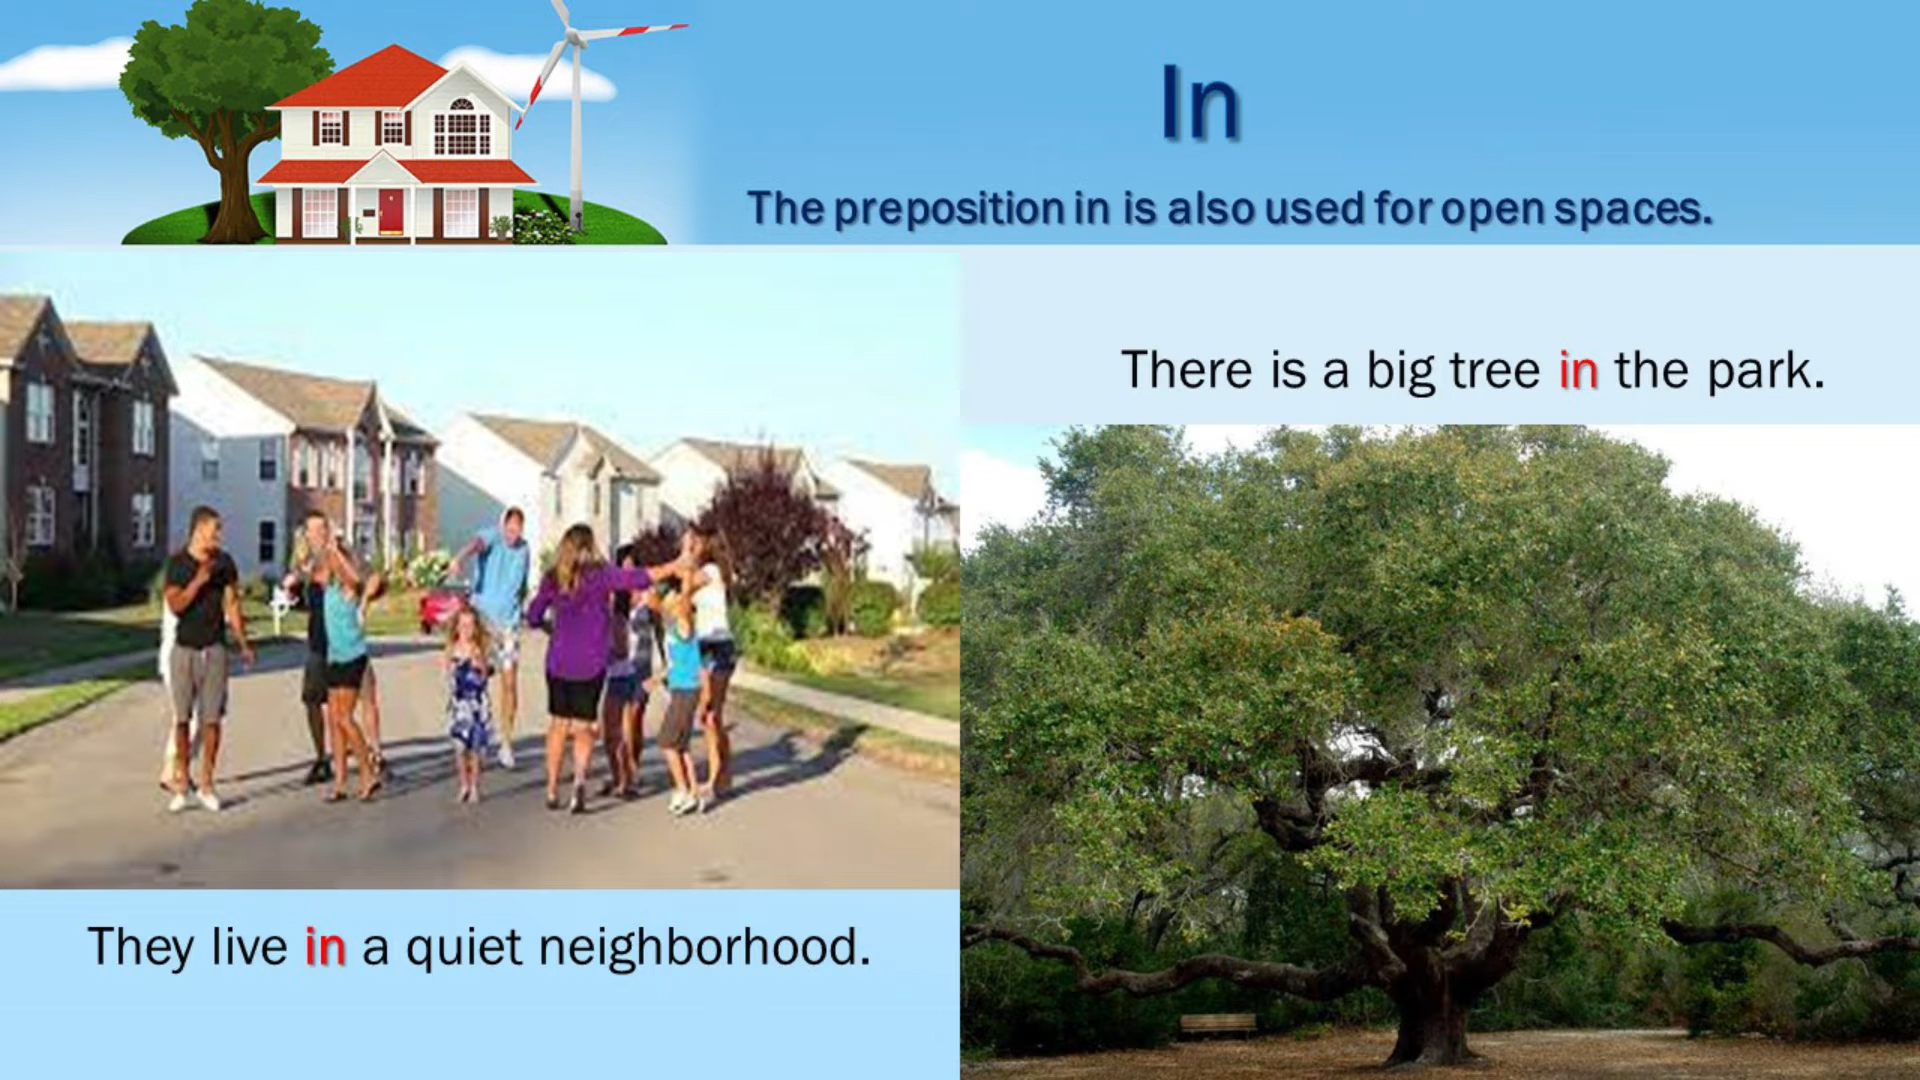 In
The preposition in is also used for open spaces.
There is a big tree in the park.
They live in a quiet neighborhood.